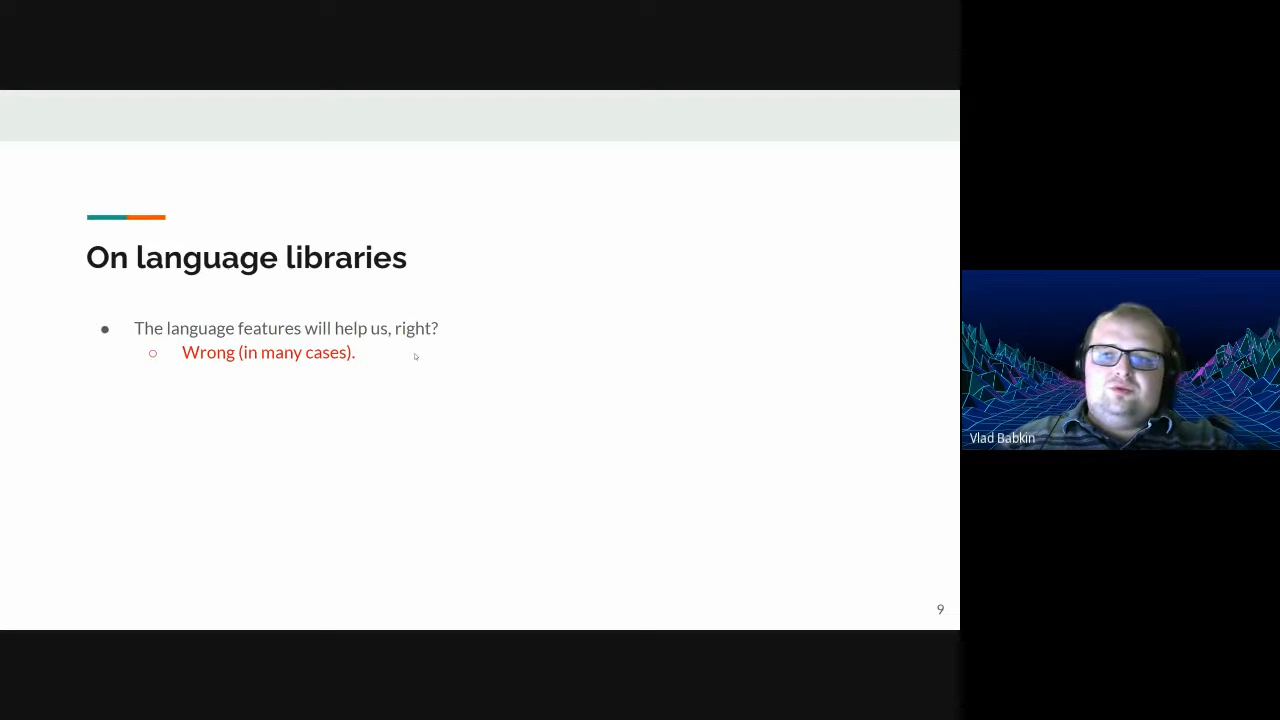 On language libraries
● The language features will help us, right?
○ Wrong (in many cases).
9
Vlad Babkin